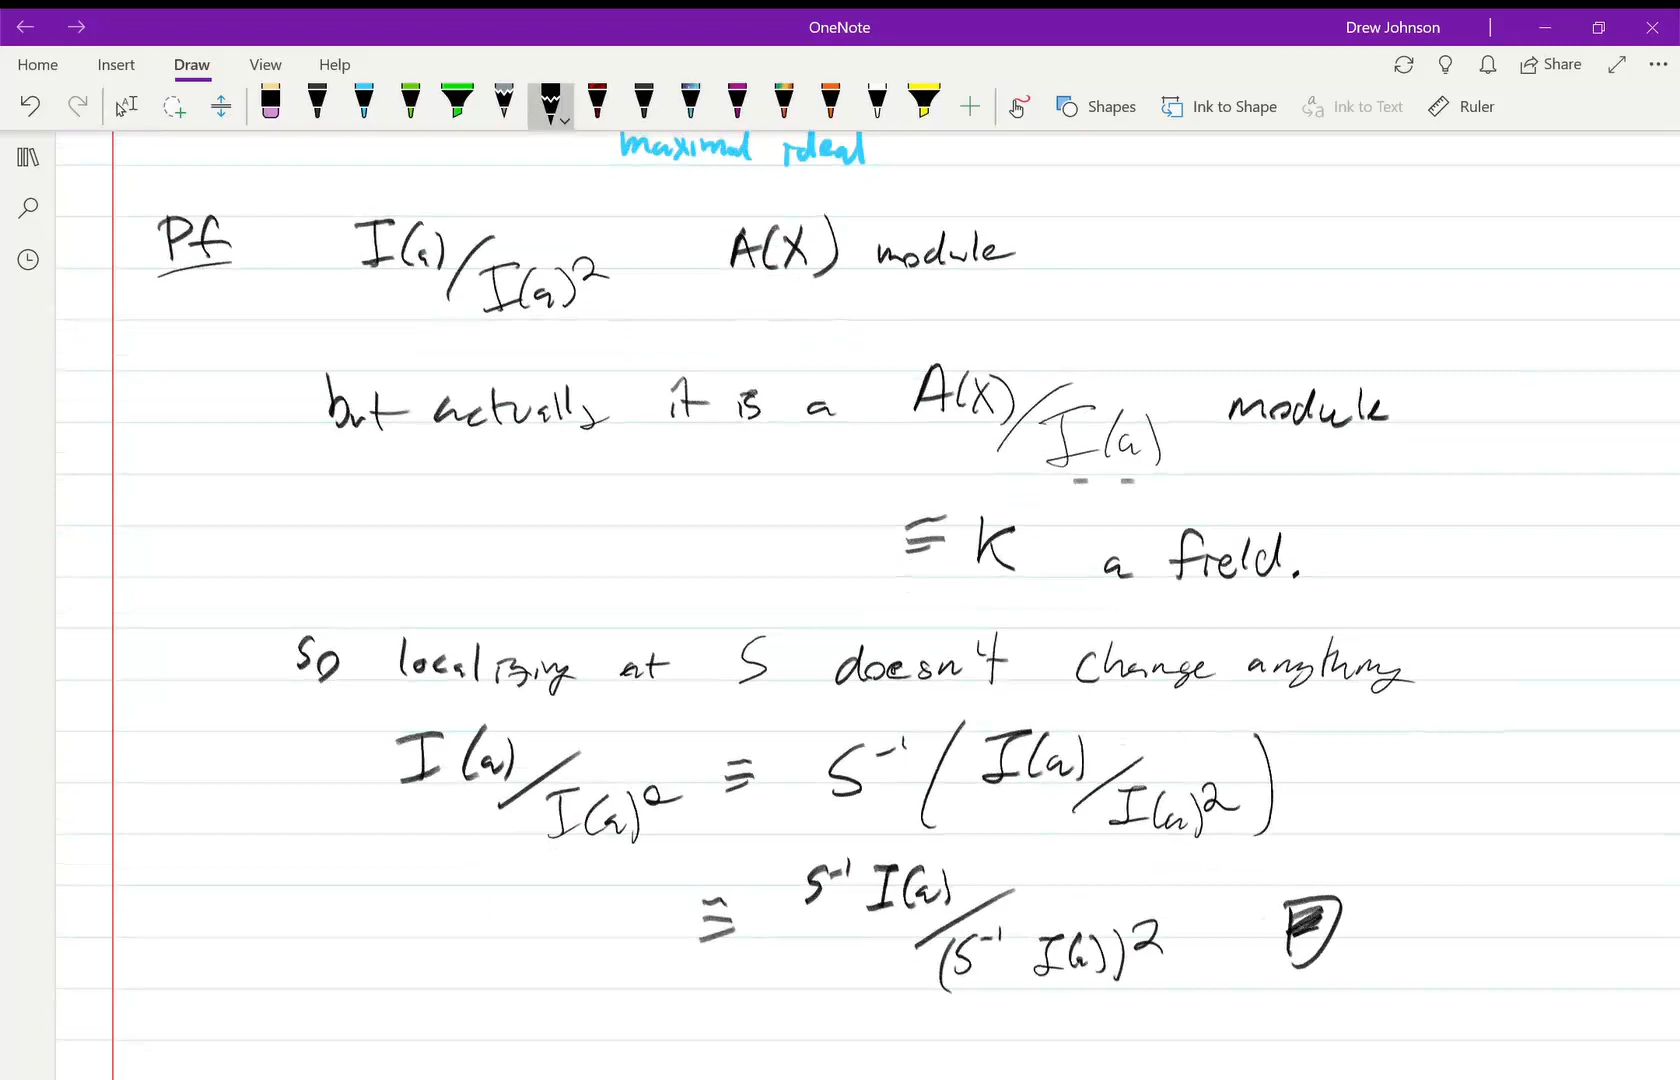 OneNote
Drew Johnson
Home Insert Draw View Help
Share
Shapes Ink to Shape Ink to Text Ruler
maximal ideal
Pf I(a)/I(a)² A(X) module
but actually it is a A(X)/I(a) module
≅ K a field.
So localizing at S doesn't change anything
I(a)/I(a)² ≅ S⁻¹(I(a)/I(a)²)
≅ S⁻¹ I(a)/(S⁻¹ I(a))²